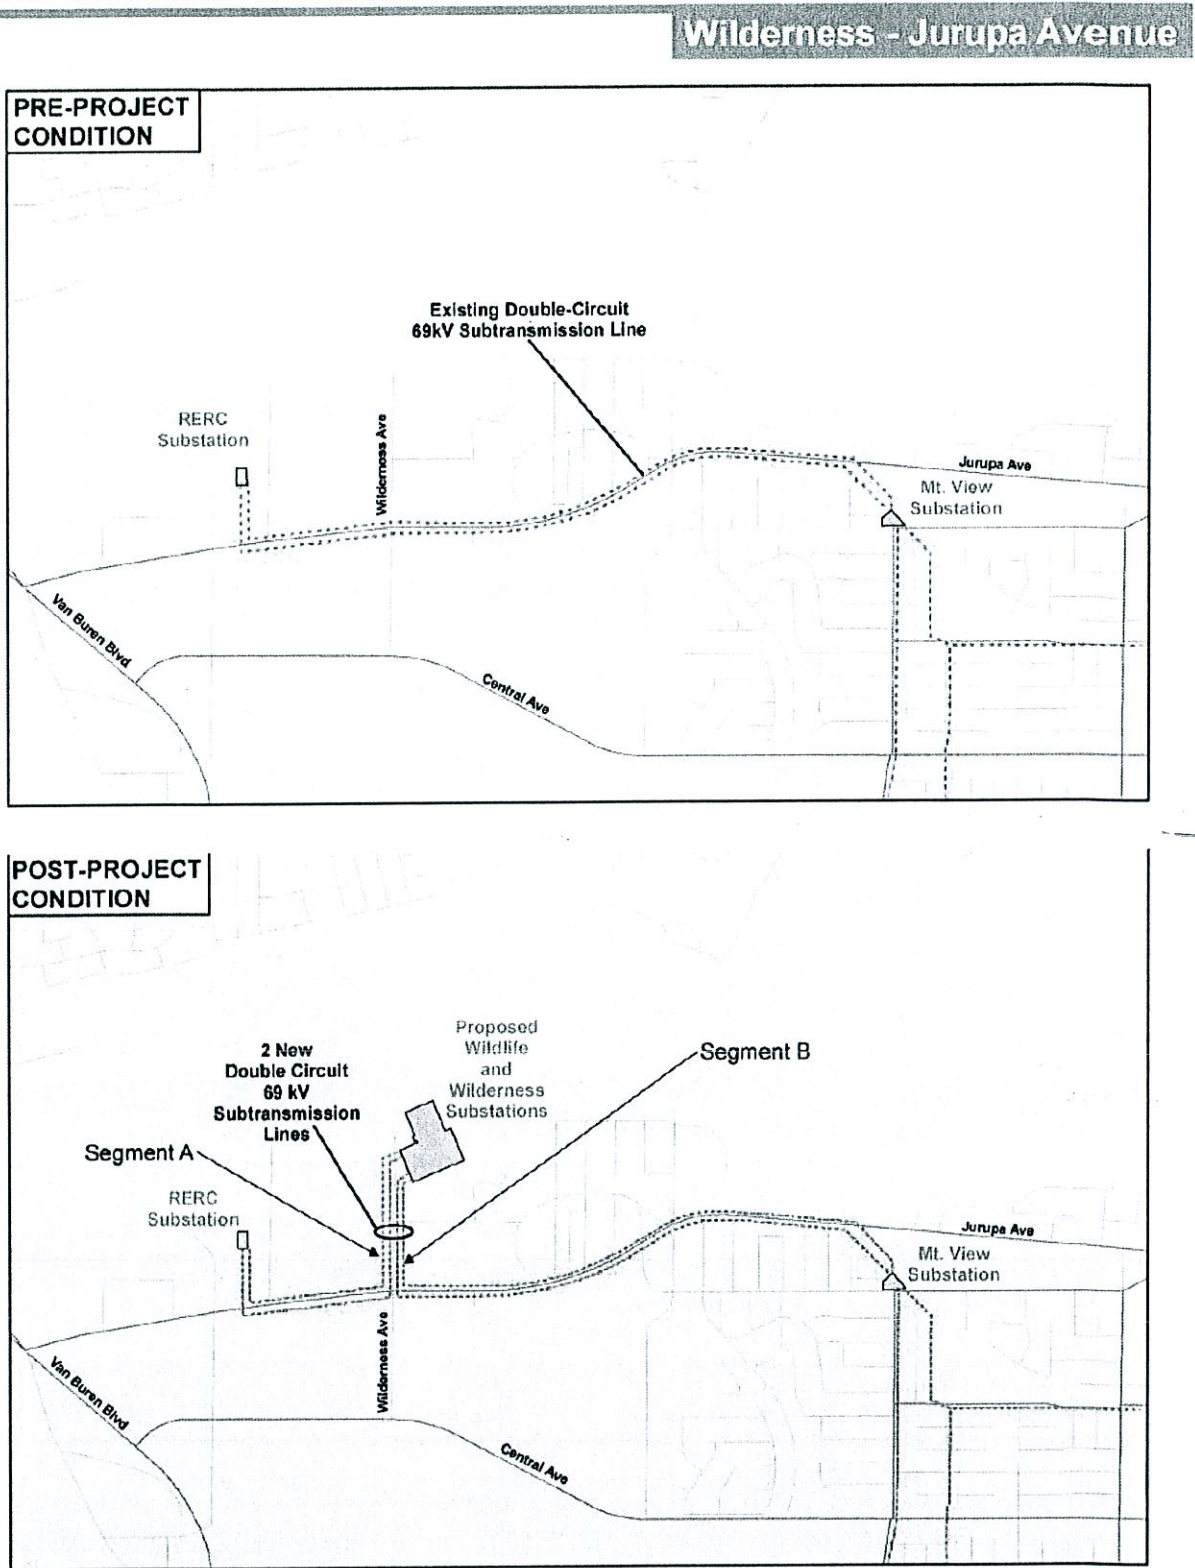 Wilderness - Jurupa Avenue
PRE-PROJECT
CONDITION
Existing Double-Circuit
69kV Subtransmission Line
RERC
Substation
Wilderness Ave
Jurupa Ave
Mt. View
Substation
Van Buren Blvd
Central Ave
POST-PROJECT
CONDITION
2 New
Double Circuit
69 kV
Subtransmission
Lines
Proposed
Wildlife
and
Wilderness
Substations
Segment B
Segment A
RERC
Substation
Jurupa Ave
Mt. View
Substation
Wilderness Ave
Van Buren Blvd
Central Ave